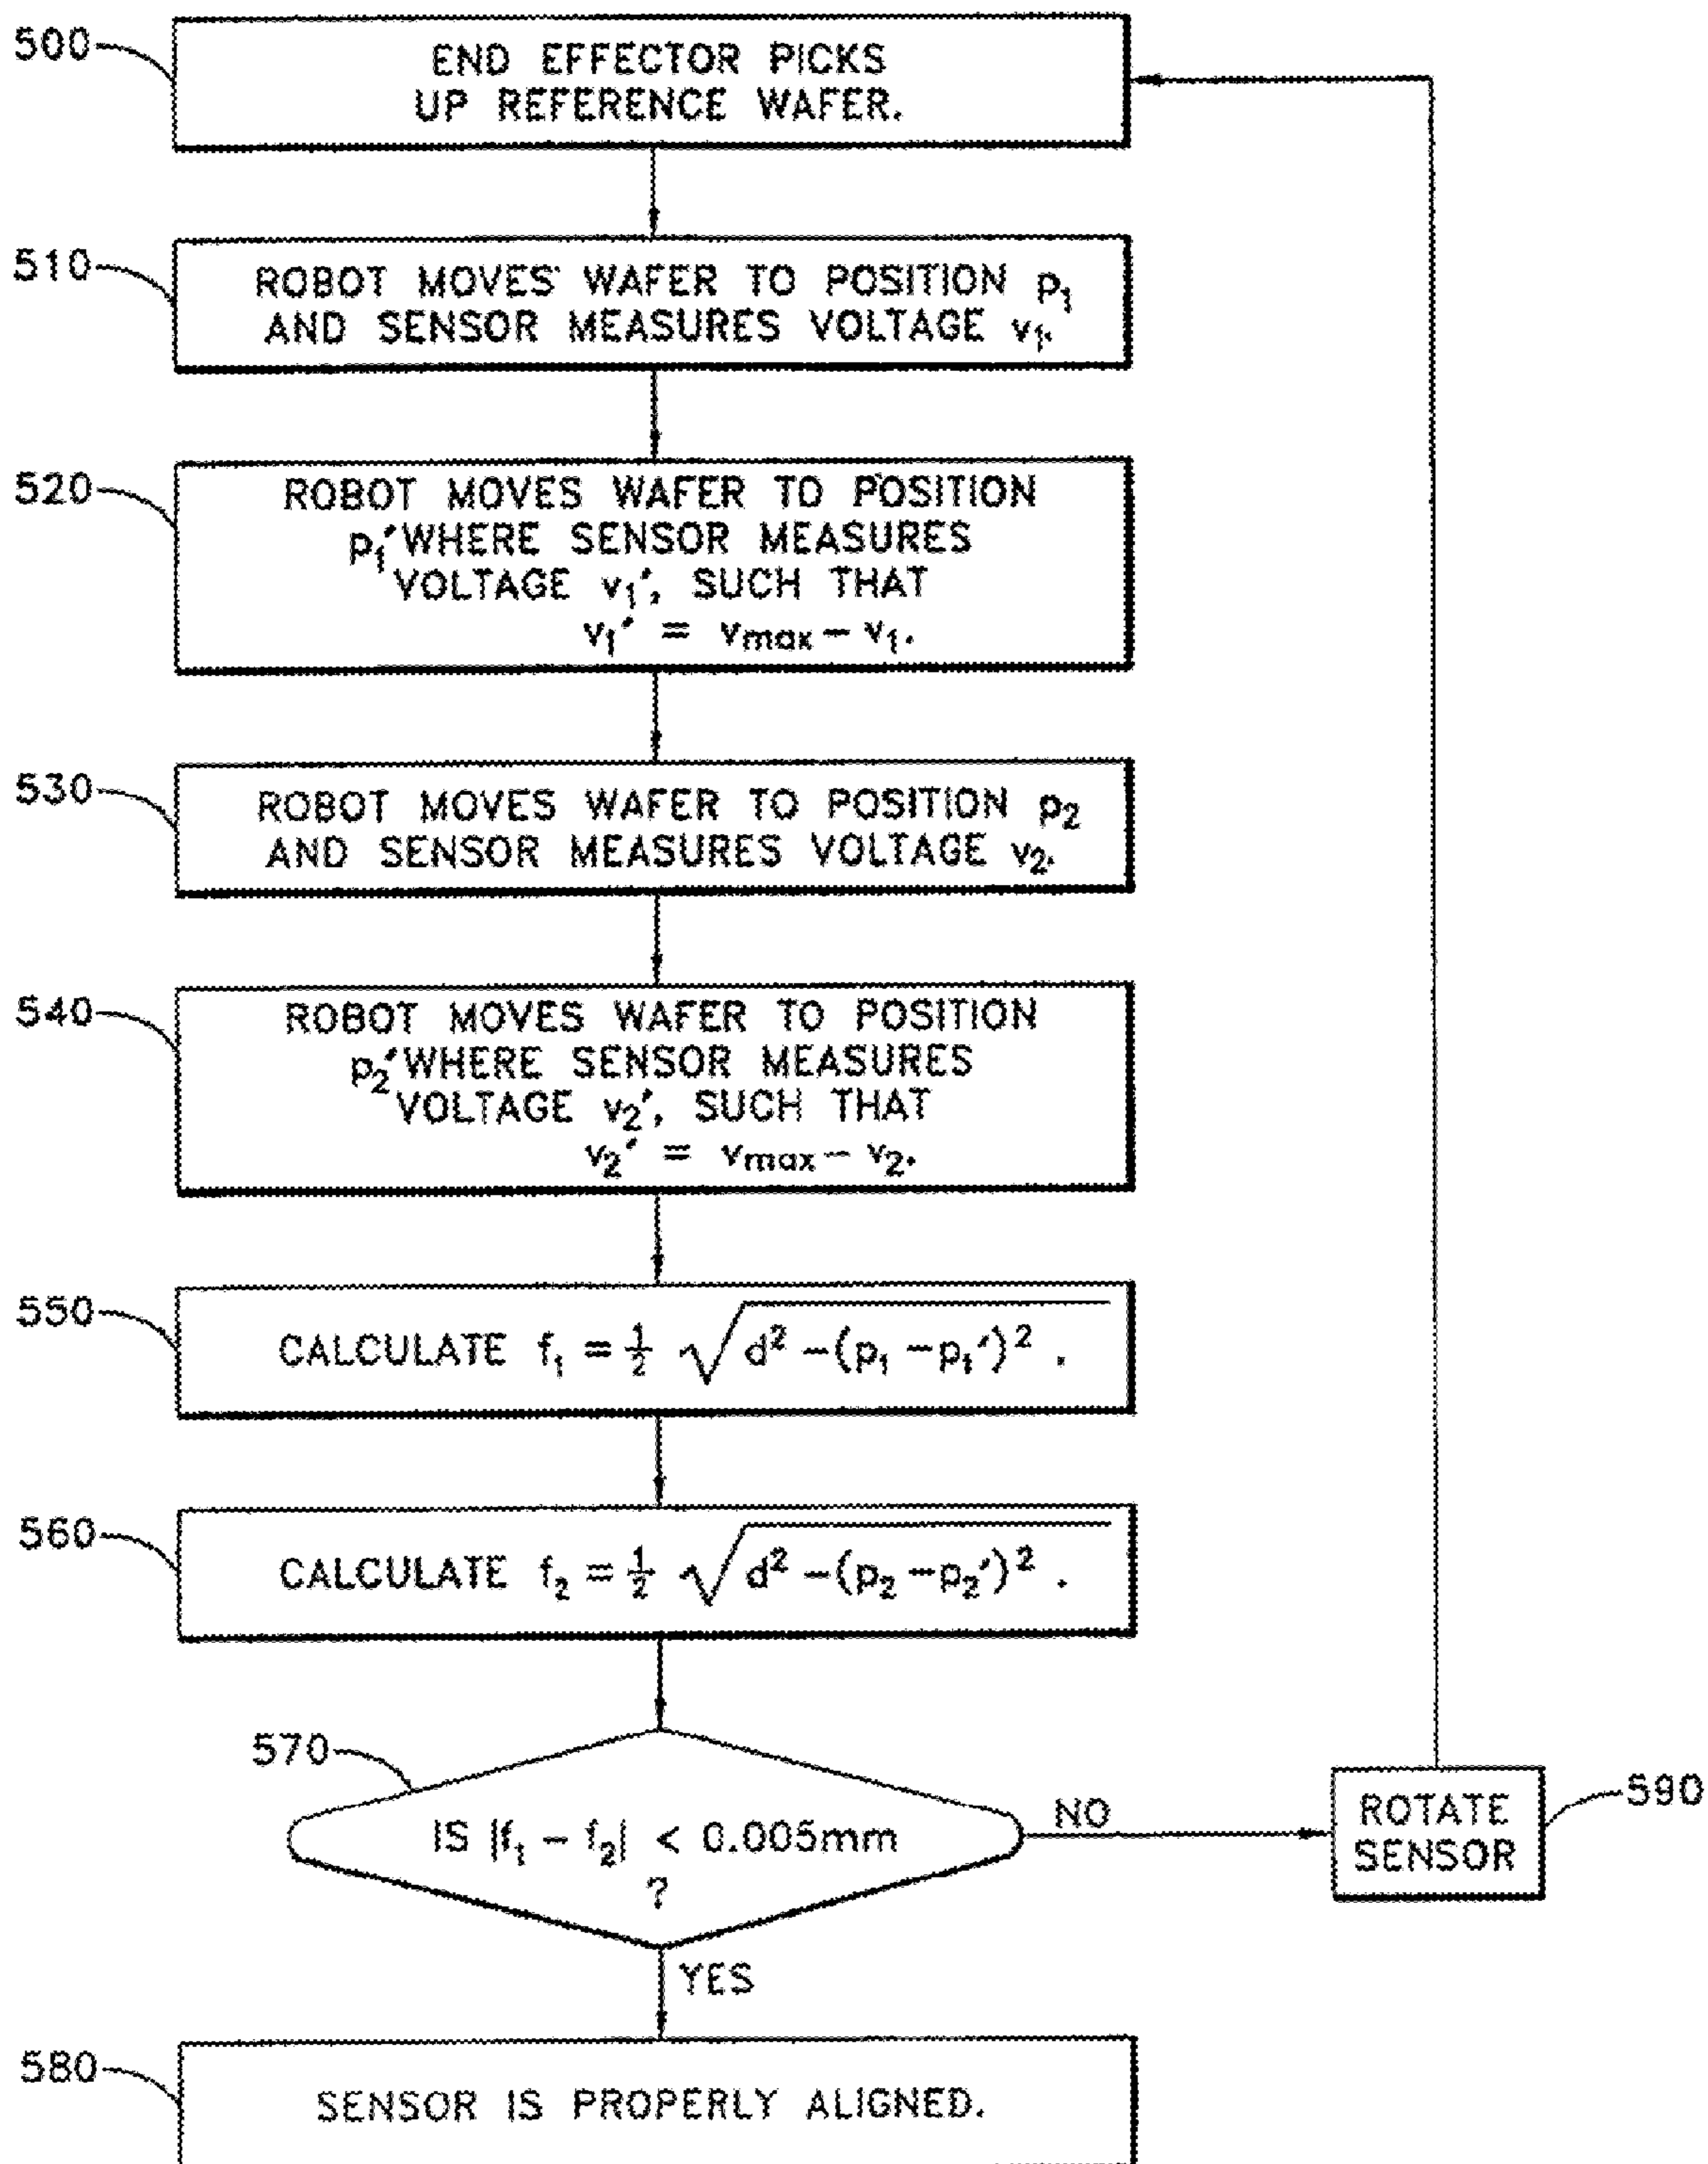 500
END EFFECTOR PICKS
UP REFERENCE WAFER.
510
ROBOT MOVES WAFER TO POSITION p₁
AND SENSOR MEASURES VOLTAGE v₁.
520
ROBOT MOVES WAFER TO POSITION
p₁′ WHERE SENSOR MEASURES
VOLTAGE v₁′, SUCH THAT
v₁′ = vmax − v₁.
530
ROBOT MOVES WAFER TO POSITION p₂
AND SENSOR MEASURES VOLTAGE v₂.
540
ROBOT MOVES WAFER TO POSITION
p₂′ WHERE SENSOR MEASURES
VOLTAGE v₂′, SUCH THAT
v₂′ = vmax − v₂.
550
CALCULATE f₁ = ½ √d² −(p₁ −p₁′)² .
560
CALCULATE f₂ = ½ √d² −(p₂ −p₂′)² .
570
IS |f₁ − f₂| < 0.005mm
?
NO
ROTATE
SENSOR
590
YES
580
SENSOR IS PROPERLY ALIGNED.